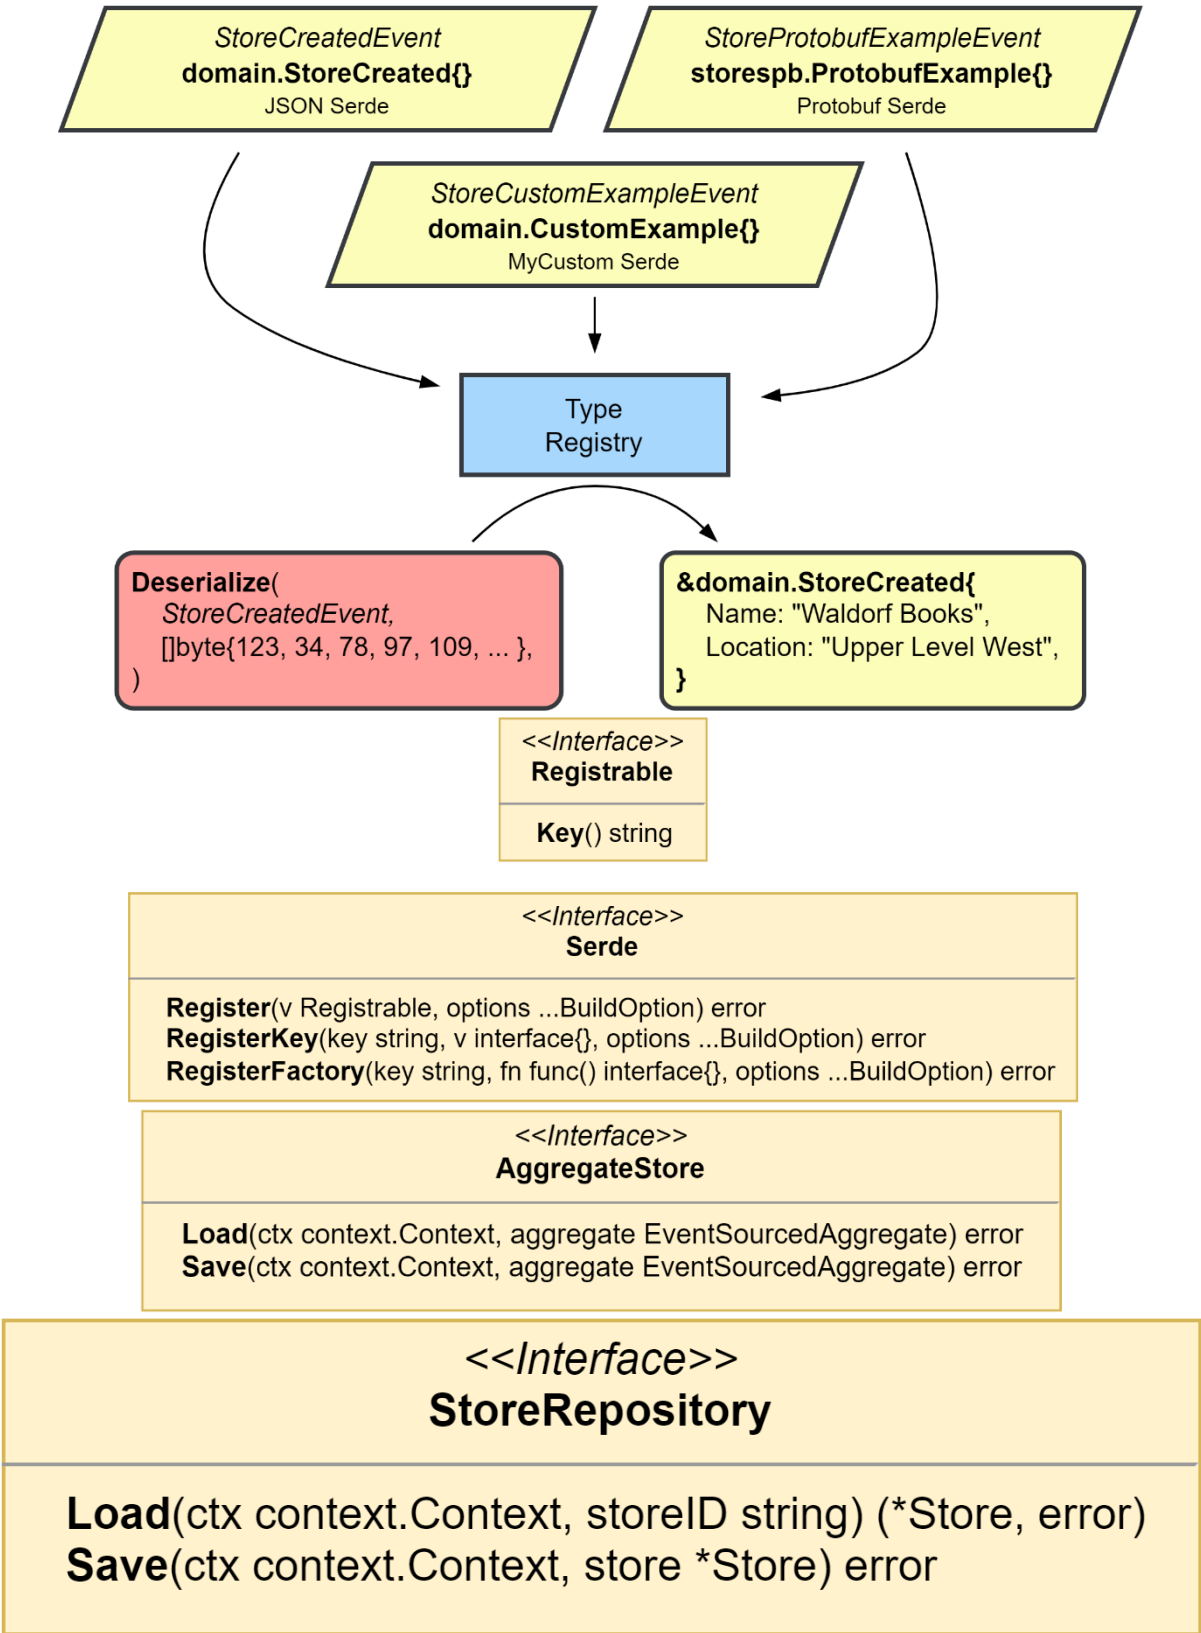 StoreCreatedEvent
domain.StoreCreated{}
JSON Serde
StoreProtobufExampleEvent
storespb.ProtobufExample{}
Protobuf Serde
StoreCustomExampleEvent
domain.CustomExample{}
MyCustom Serde
Type
Registry
Deserialize(
StoreCreatedEvent,
[]byte{123, 34, 78, 97, 109, ... },
)
&domain.StoreCreated{
Name: "Waldorf Books",
Location: "Upper Level West",
}
<<Interface>>
Registrable
Key() string
<<Interface>>
Serde
Register(v Registrable, options ...BuildOption) error
RegisterKey(key string, v interface{}, options ...BuildOption) error
RegisterFactory(key string, fn func() interface{}, options ...BuildOption) error
<<Interface>>
AggregateStore
Load(ctx context.Context, aggregate EventSourcedAggregate) error
Save(ctx context.Context, aggregate EventSourcedAggregate) error
<<Interface>>
StoreRepository
Load(ctx context.Context, storeID string) (*Store, error)
Save(ctx context.Context, store *Store) error